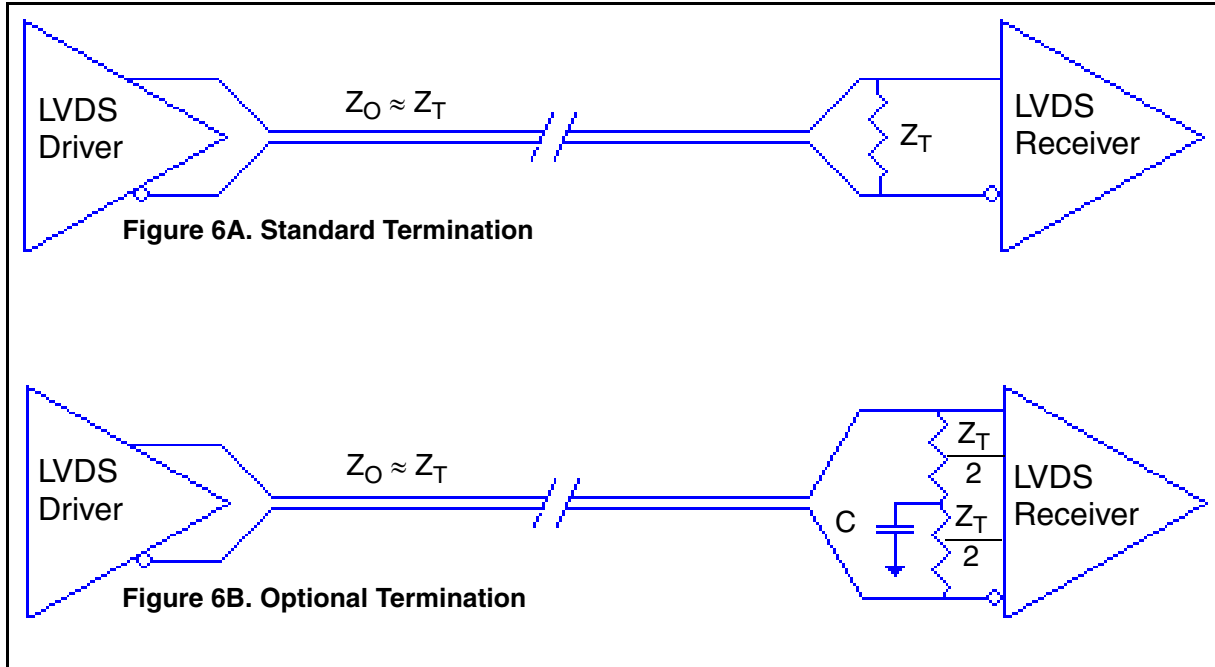 LVDS
Driver
Z_O ≈ Z_T
Z_T
LVDS
Receiver
Figure 6A. Standard Termination
LVDS
Driver
Z_O ≈ Z_T
C
Z_T
2
Z_T
2
LVDS
Receiver
Figure 6B. Optional Termination